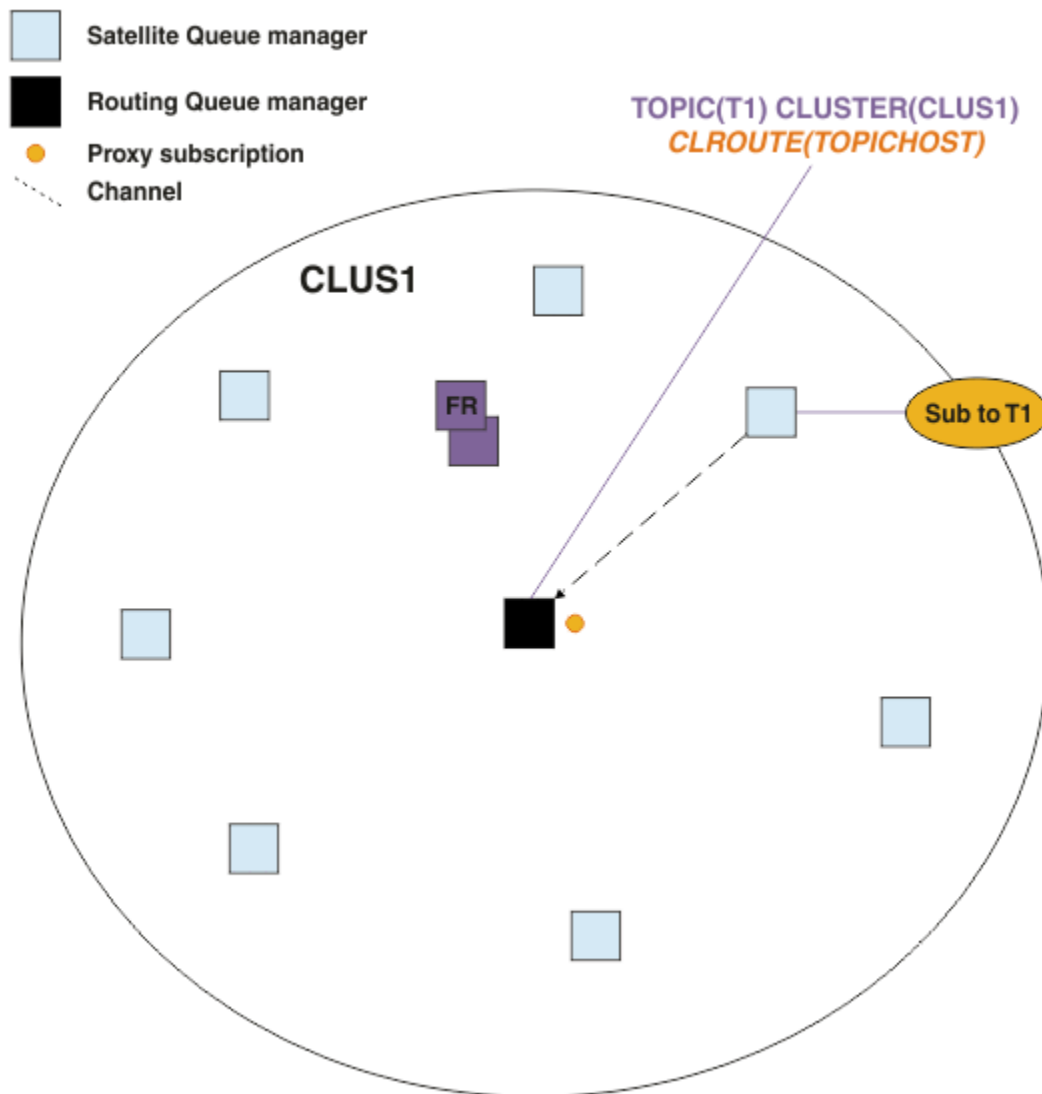 Satellite Queue manager
Routing Queue manager
Proxy subscription
Channel
TOPIC(T1) CLUSTER(CLUS1)
CLROUTE(TOPICHOST)
CLUS1
FR
Sub to T1